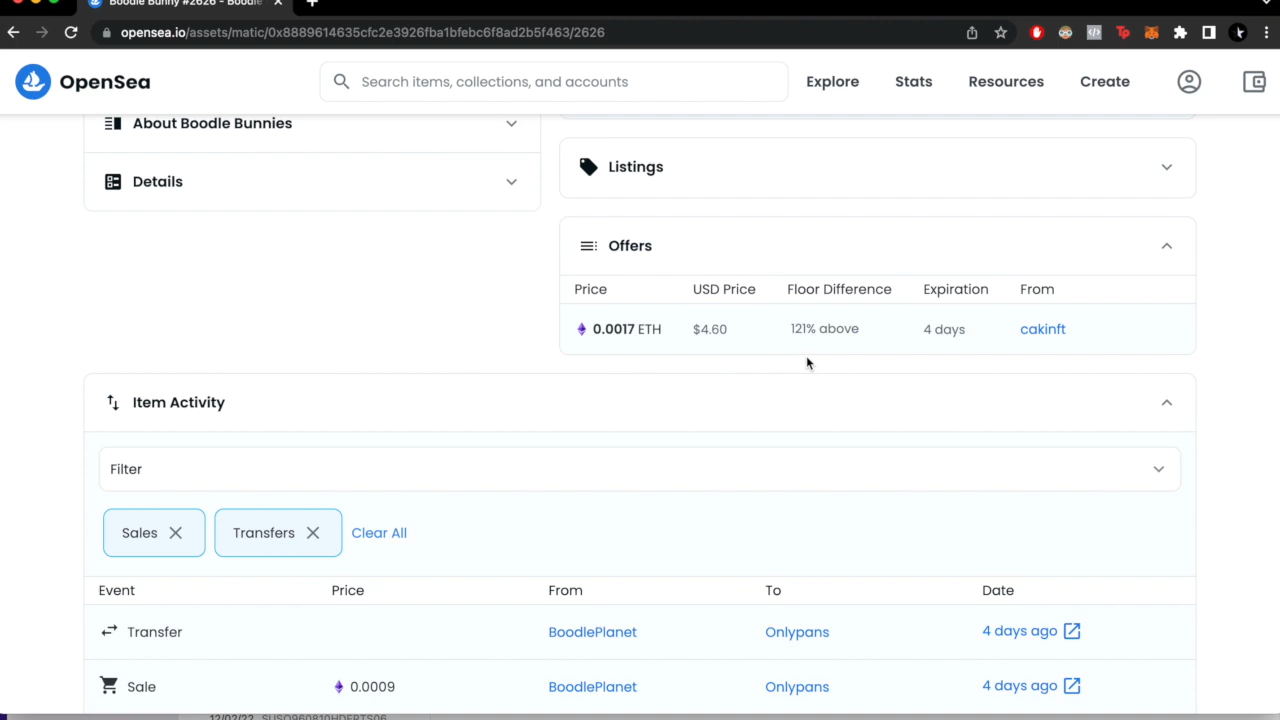 Boodle Bunny #2626 - Boodle
opensea.io/assets/matic/0x8889614635cfc2e3926fba1bfebc6f8ad2b5f463/2626
OpenSea
Search items, collections, and accounts
Explore
Stats
Resources
Create
About Boodle Bunnies
Details
Listings
Offers
Price USD Price Floor Difference Expiration From
0.0017 ETH $4.60 121% above 4 days cakinft
Item Activity
Filter
Sales
Transfers
Clear All
Event Price From To Date
Transfer BoodlePlanet Onlypans 4 days ago
Sale 0.0009 BoodlePlanet Onlypans 4 days ago